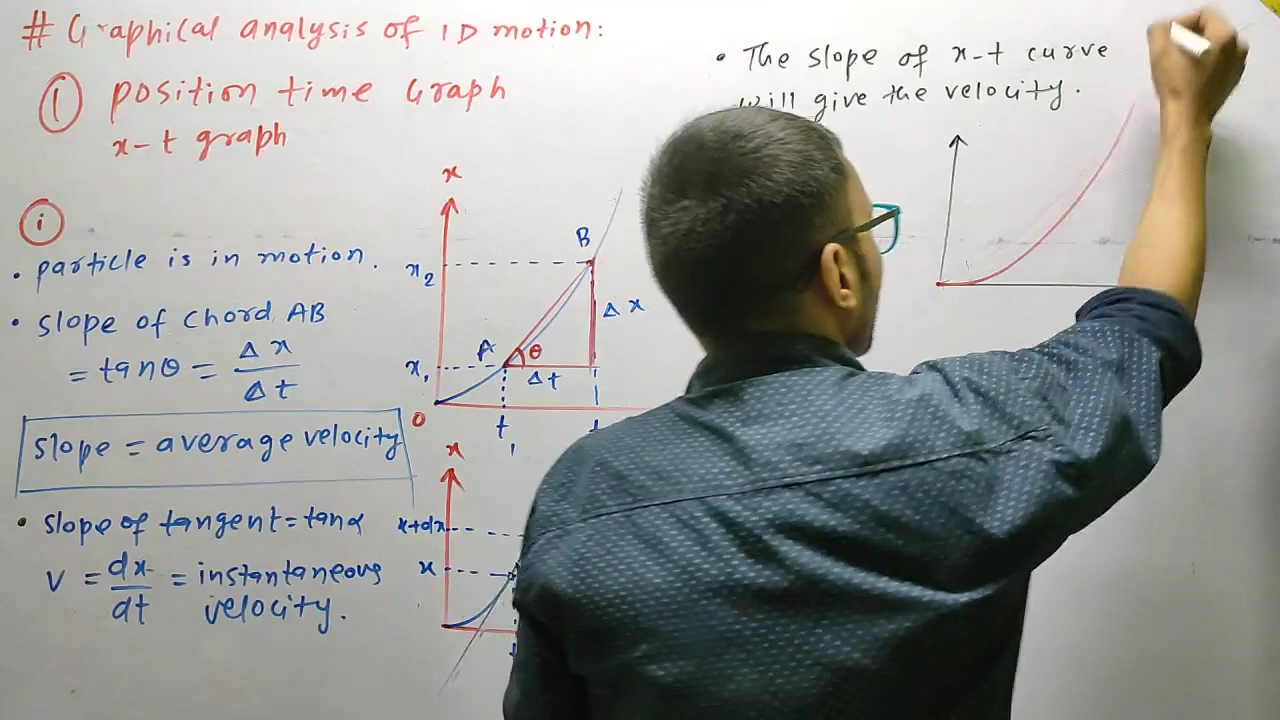 # Graphical analysis of 1D motion:
① position time Graph
x-t graph
ⓘ
• particle is in motion.
• slope of chord AB
= tanθ = Δx/Δt
slope = average velocity
• slope of tangent = tanα
v = dx/dt = instantaneous
velocity.
x
B
x₂
Δx
A
θ
x₁
Δt
O
t₁
x
x+dx
x
• The slope of x-t curve
will give the velocity.